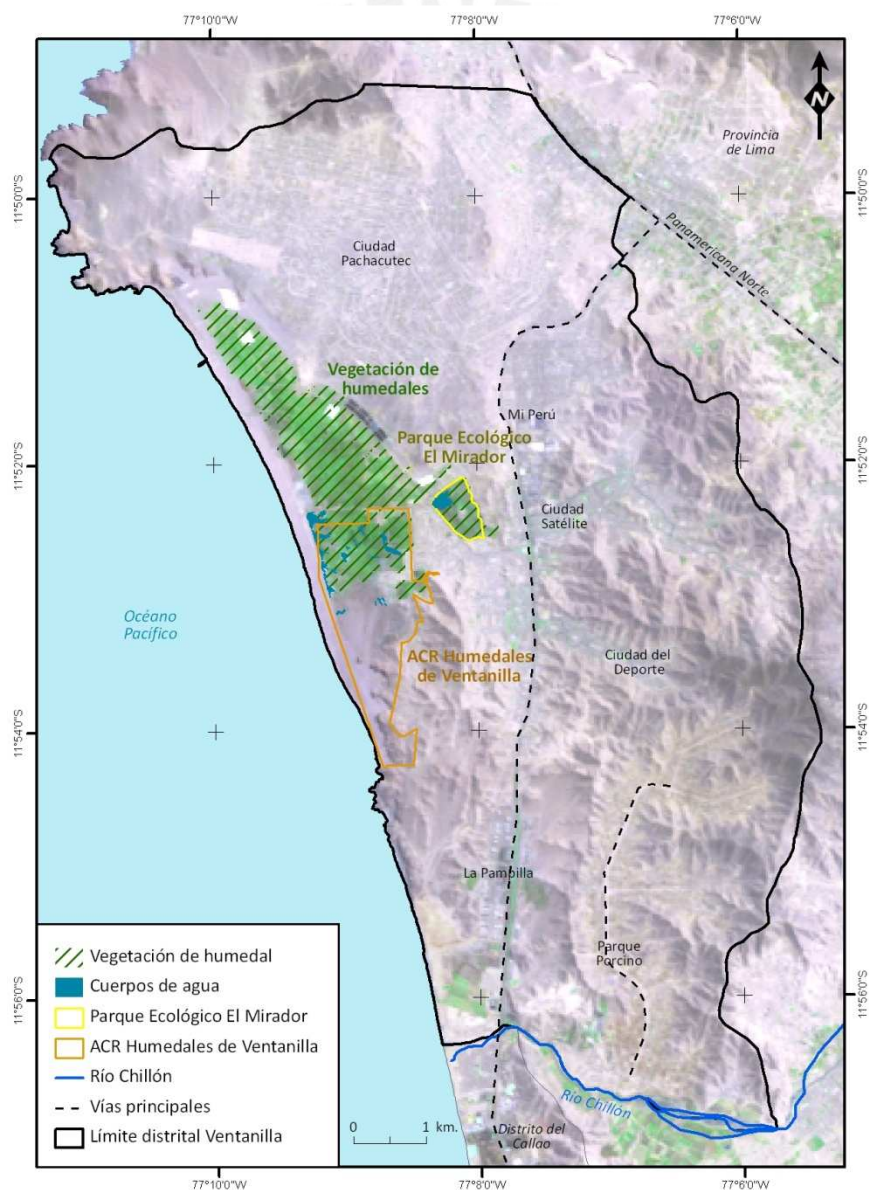 77°10'0"W 77°8'0"W 77°6'0"W
N
Provincia
de Lima
11°50'0"S 11°50'0"S
Ciudad
Pachacutec
Panamericana Norte
Vegetación de
humedales
Mi Perú
Parque Ecológico
El Mirador
11°52'0"S 11°52'0"S
Ciudad
Satélite
Océano
Pacífico
ACR Humedales
de Ventanilla
Ciudad del
Deporte
11°54'0"S 11°54'0"S
La Pampilla
Parque
Porcino
11°56'0"S 11°56'0"S
Vegetación de humedal
Cuerpos de agua
Parque Ecológico El Mirador
ACR Humedales de Ventanilla
Río Chillón
Vías principales
0 1 km.
Límite distrital Ventanilla
Río Chillón
Distrito del
Callao
77°10'0"W 77°8'0"W 77°6'0"W